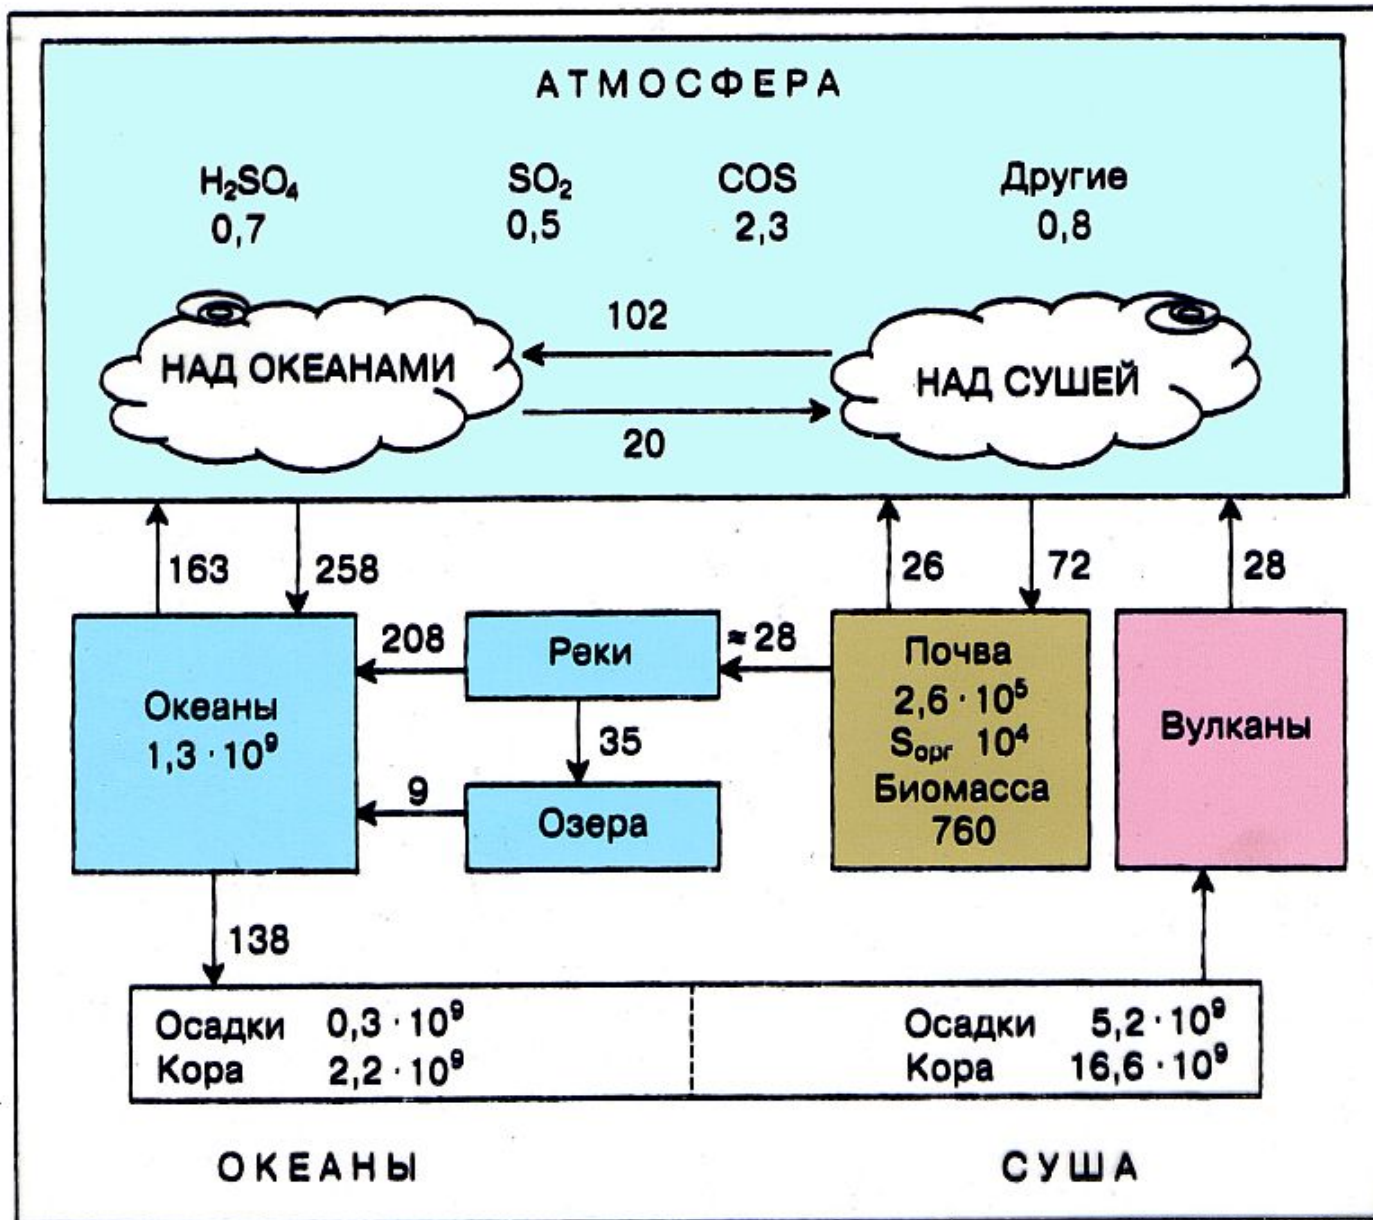 АТМОСФЕРА
H₂SO₄ SO₂ COS Другие
0,7 0,5 2,3 0,8
102
НАД ОКЕАНАМИ НАД СУШЕЙ
20
163 258 26 72 28
208 Реки ≈28
Океаны
1,3 · 10⁹
35
9 Озера
Почва
2,6 · 10⁵
Sорг 10⁴
Биомасса
760
Вулканы
138
Осадки 0,3 · 10⁹ Осадки 5,2 · 10⁹
Кора 2,2 · 10⁹ Кора 16,6 · 10⁹
ОКЕАНЫ СУША